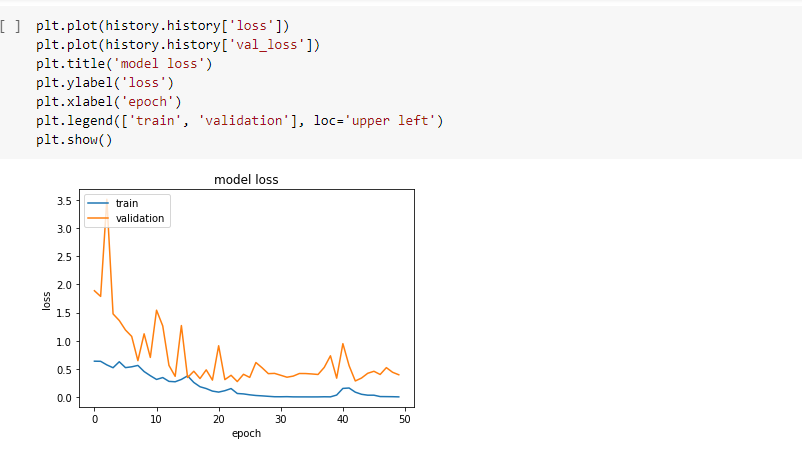 [ ] plt.plot(history.history['loss'])
plt.plot(history.history['val_loss'])
plt.title('model loss')
plt.ylabel('loss')
plt.xlabel('epoch')
plt.legend(['train', 'validation'], loc='upper left')
plt.show()
model loss
3.5
3.0
2.5
2.0
1.5
1.0
0.5
0.0
loss
train
validation
0 10 20 30 40 50
epoch